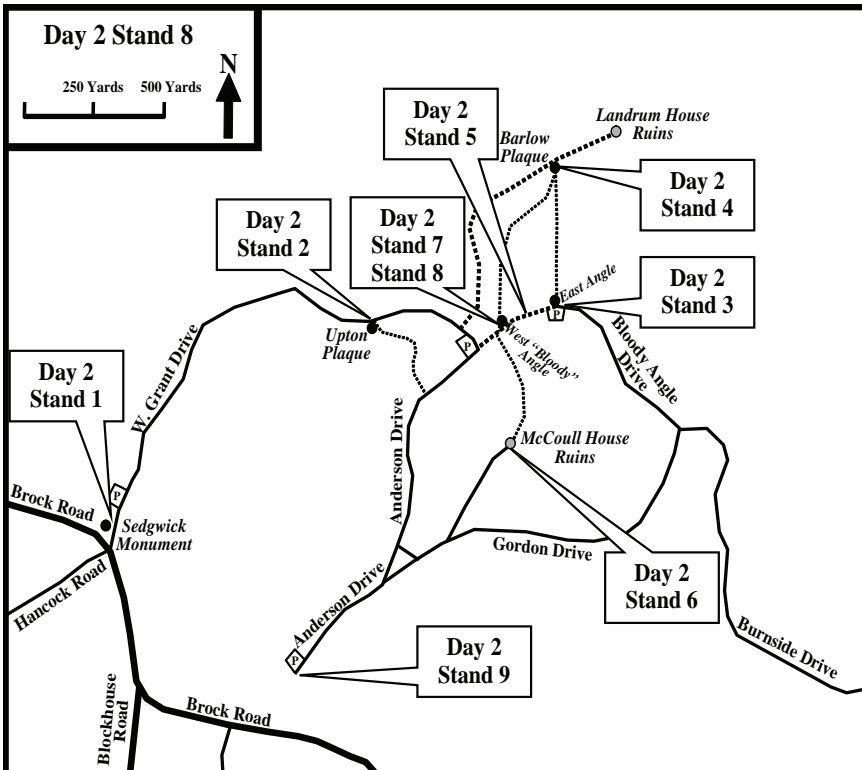 Day 2 Stand 8
250 Yards
500 Yards
N
Day 2
Stand 5
Landrum House
Ruins
Barlow
Plaque
Day 2
Stand 4
Day 2
Stand 2
Day 2
Stand 7
Stand 8
East Angle
Day 2
Stand 3
P
P
Upton
Plaque
West "Bloody"
Angle
Bloody Angle
Drive
W. Grant Drive
Day 2
Stand 1
Anderson Drive
McCoull House
Ruins
P
Brock Road
Sedgwick
Monument
Gordon Drive
Hancock Road
Day 2
Stand 6
Anderson Drive
P
Day 2
Stand 9
Burnside Drive
Brock Road
Blockhouse
Road